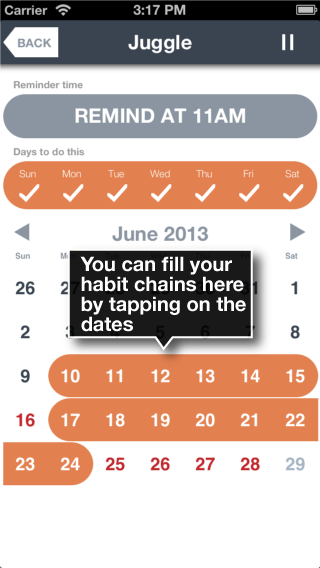 Carrier 3:17 PM
BACK Juggle
Reminder time
REMIND AT 11AM
Days to do this
Sun Mon Tue Wed Thu Fri Sat
June 2013
Sun Sat
You can fill your
habit chains here
by tapping on the
dates
26 1
2 8
9 10 11 12 13 14 15
16 17 18 19 20 21 22
23 24 25 26 27 28 29